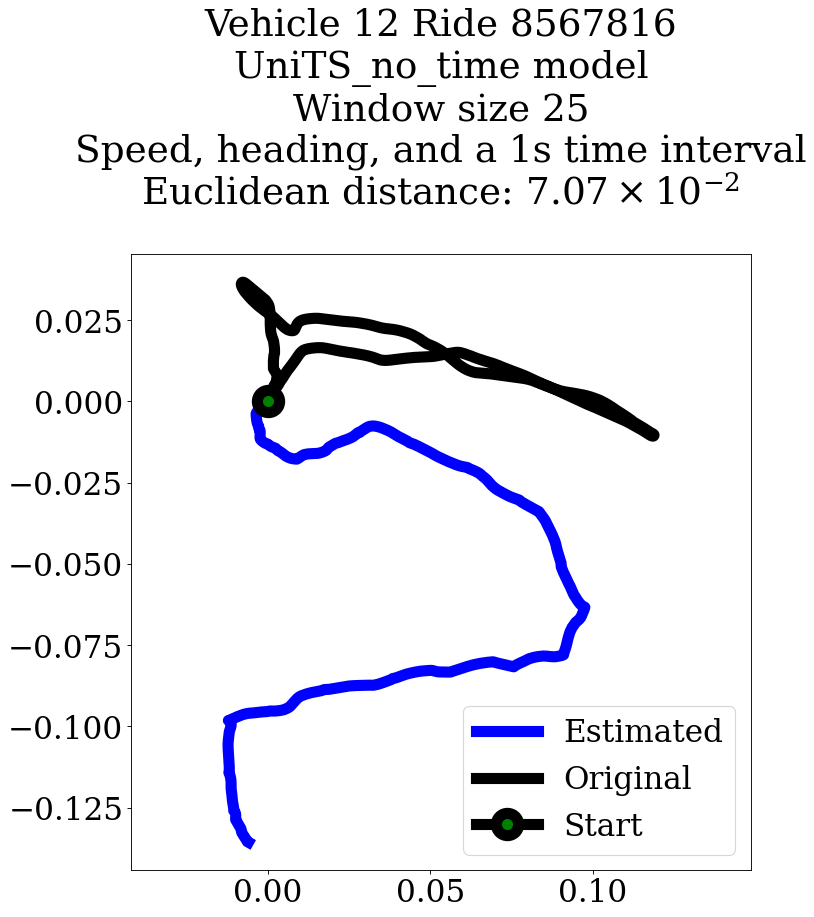 Vehicle 12 Ride 8567816
UniTS_no_time model
Window size 25
Speed, heading, and a 1s time interval
Euclidean distance: 7.07 × 10⁻²
0.025
0.000
−0.025
−0.050
−0.075
−0.100
−0.125
Estimated
Original
Start
0.00 0.05 0.10